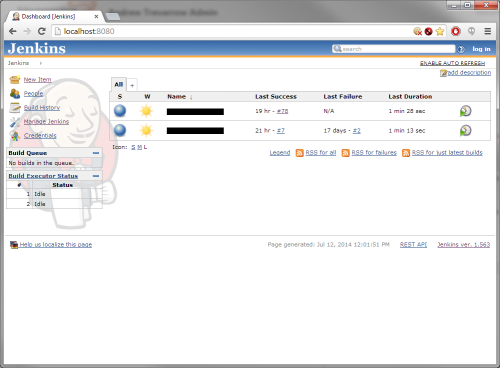 Dashboard [Jenkins]
localhost:8080
Jenkins
search
log in
Jenkins
ENABLE AUTO REFRESH
New Item
People
Build History
Manage Jenkins
Credentials
add description
All +
S W Name ↓ Last Success Last Failure Last Duration
19 hr - #78 N/A 1 min 28 sec
21 hr - #7 17 days - #2 1 min 13 sec
Icon: S M L
Legend RSS for all RSS for failures RSS for just latest builds
Build Queue
No builds in the queue.
Build Executor Status
# Status
1 Idle
2 Idle
Help us localize this page
Page generated: Jul 12, 2014 12:01:51 PM REST API Jenkins ver. 1.563